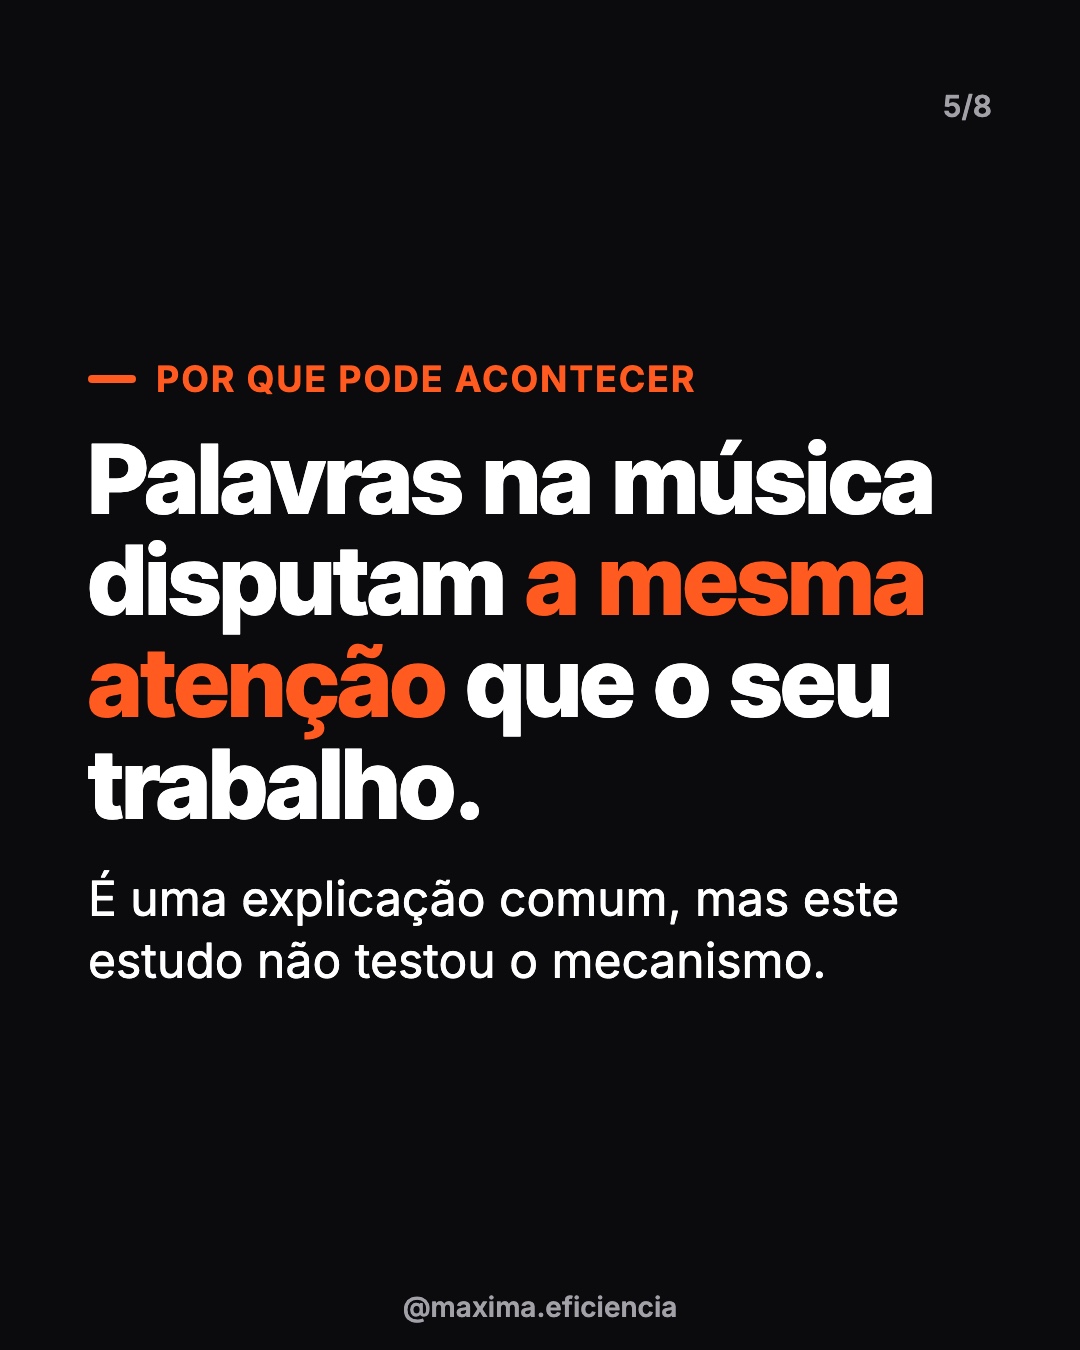 5/8
POR QUE PODE ACONTECER
Palavras na música
disputam a mesma
atenção que o seu
trabalho.
É uma explicação comum, mas este
estudo não testou o mecanismo.
@maxima.eficiencia